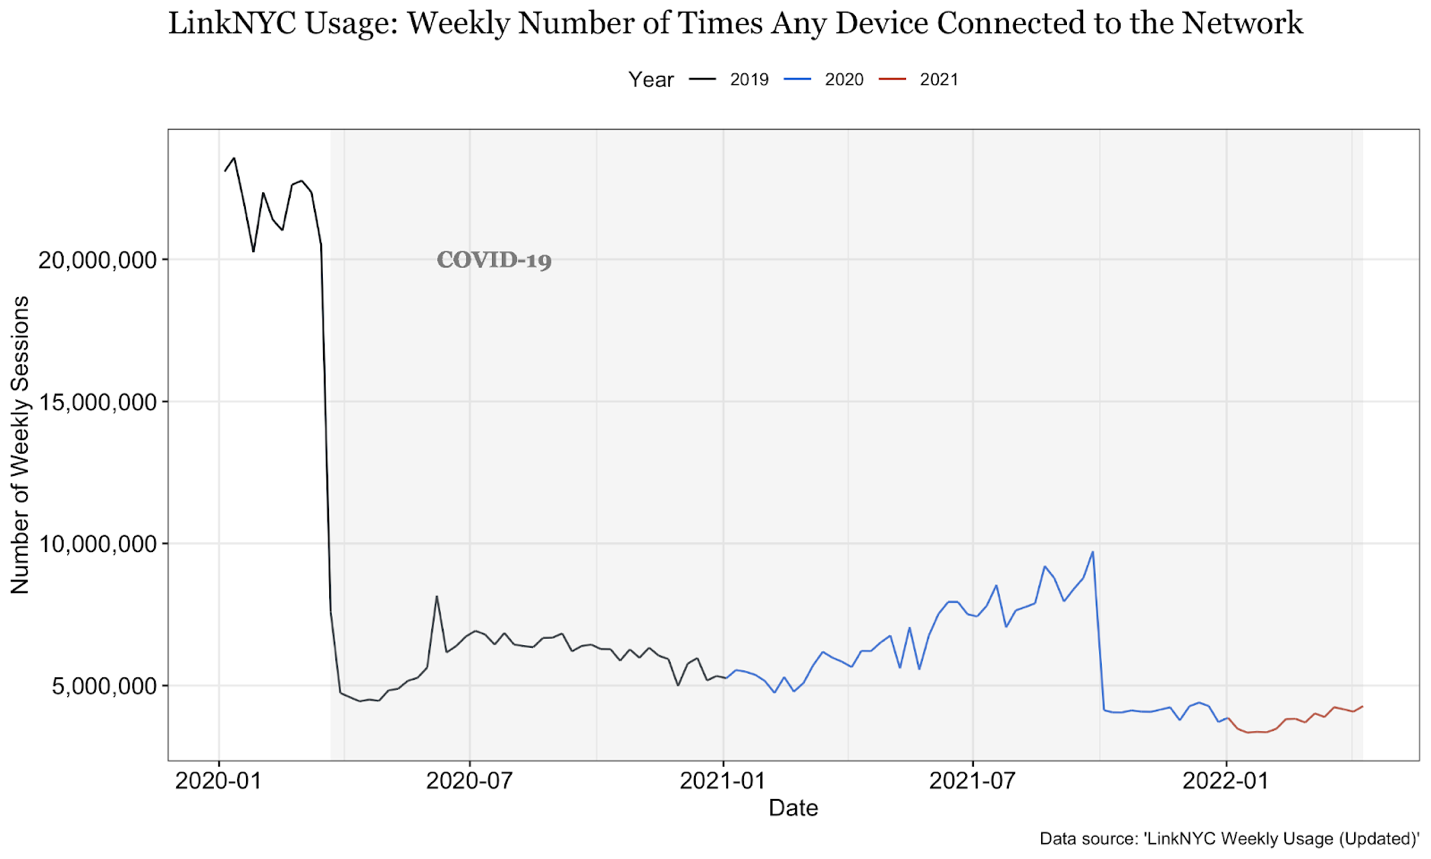 LinkNYC Usage: Weekly Number of Times Any Device Connected to the Network
Year 2019 2020 2021
COVID-19
20,000,000
15,000,000
10,000,000
5,000,000
Number of Weekly Sessions
2020-01 2020-07 2021-01 2021-07 2022-01
Date
Data source: 'LinkNYC Weekly Usage (Updated)'